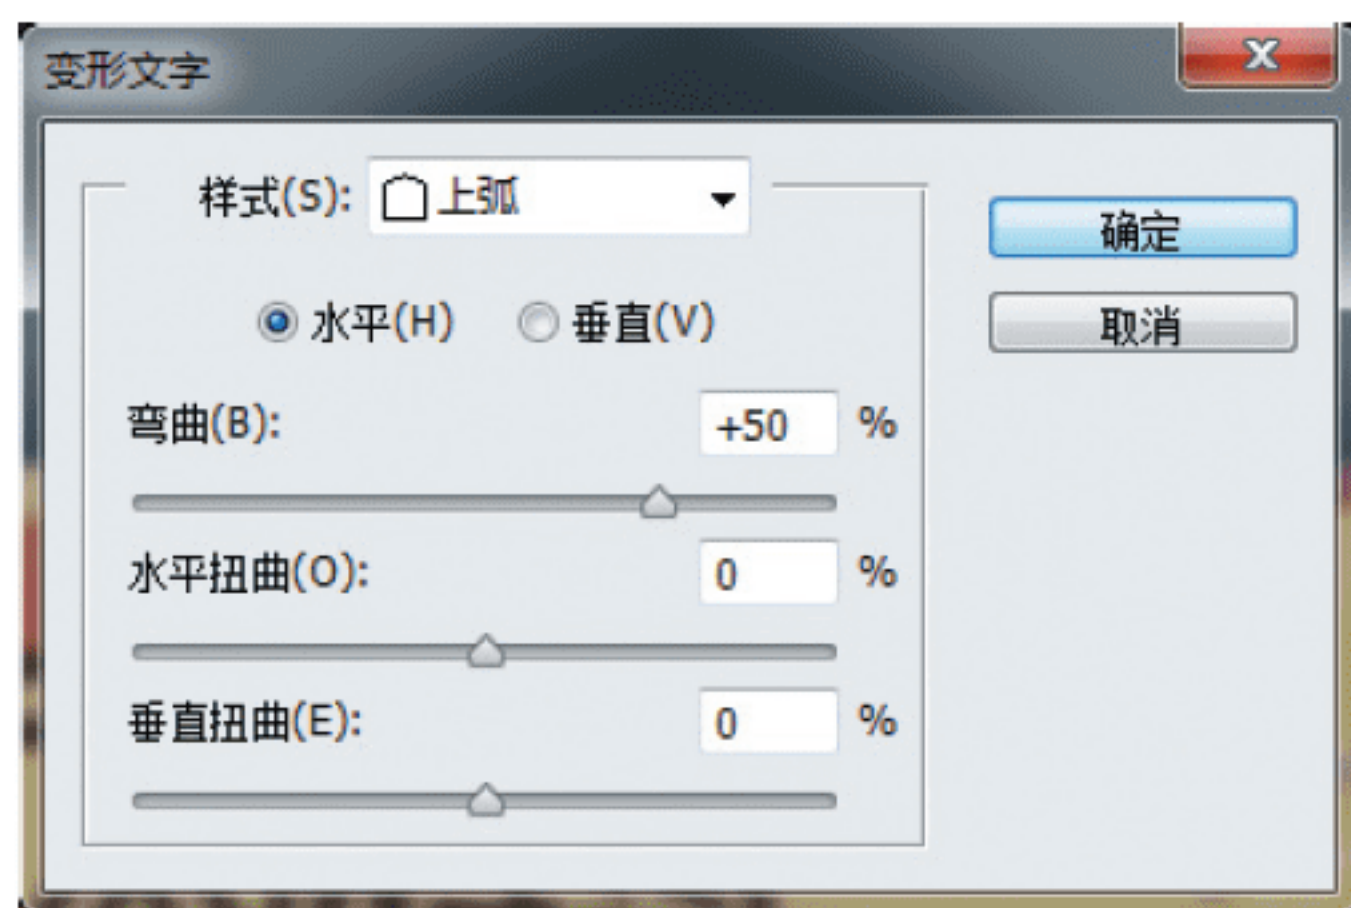 变形文字
样式(S): 上弧
确定
水平(H) 垂直(V)
取消
弯曲(B): +50 %
水平扭曲(O): 0 %
垂直扭曲(E): 0 %